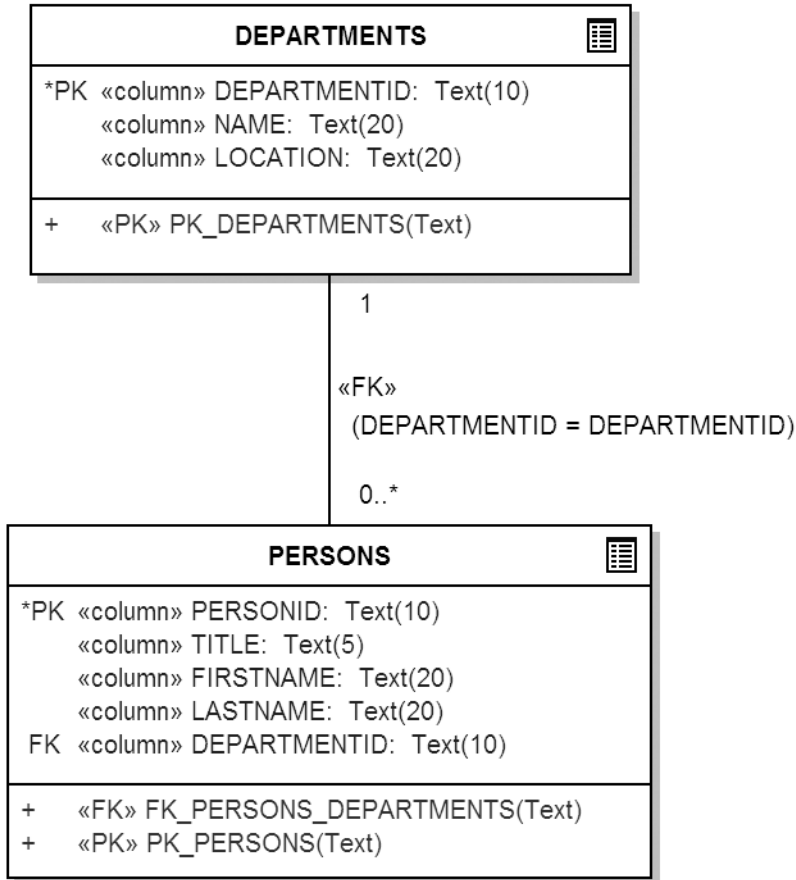 DEPARTMENTS
*PK «column» DEPARTMENTID: Text(10)
«column» NAME: Text(20)
«column» LOCATION: Text(20)
+ «PK» PK_DEPARTMENTS(Text)
1
«FK»
(DEPARTMENTID = DEPARTMENTID)
0..*
PERSONS
*PK «column» PERSONID: Text(10)
«column» TITLE: Text(5)
«column» FIRSTNAME: Text(20)
«column» LASTNAME: Text(20)
FK «column» DEPARTMENTID: Text(10)
+ «FK» FK_PERSONS_DEPARTMENTS(Text)
+ «PK» PK_PERSONS(Text)